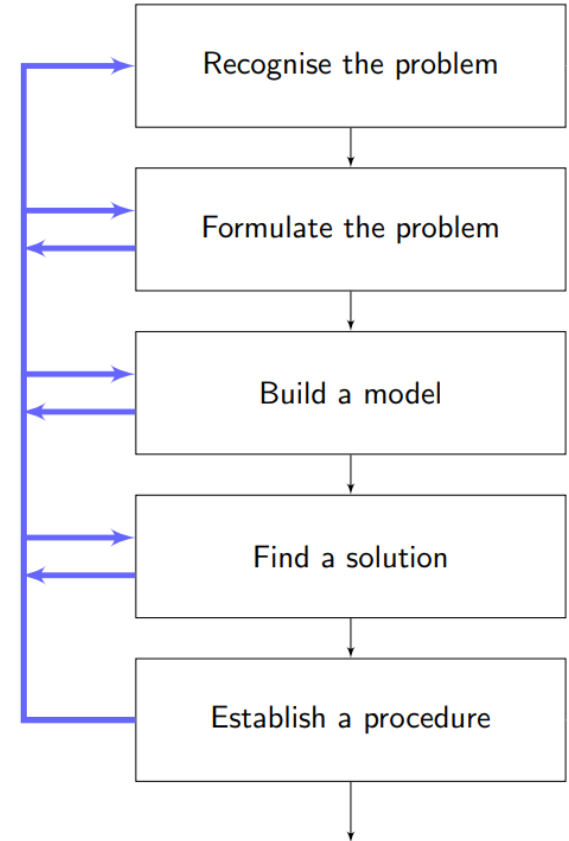 Recognise the problem
Formulate the problem
Build a model
Find a solution
Establish a procedure